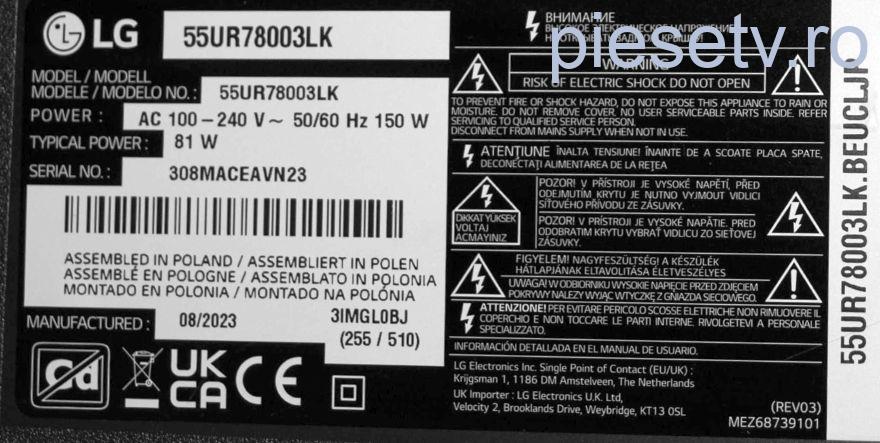 LG 55UR78003LK
MODEL / MODELL
MODELE / MODELO NO.: 55UR78003LK
POWER : AC 100-240 V~ 50/60 Hz 150 W
TYPICAL POWER : 81 W
SERIAL NO. : 308MACEAVN23
ASSEMBLED IN POLAND / ASSEMBLIERT IN POLEN
ASSEMBLÉ EN POLOGNE / ASSEMBLATO IN POLONIA
MONTADO EN POLONIA / MONTADO NA POLÓNIA
MANUFACTURED : 08/2023 3IMGL0BJ
(255 / 510)
Cd
UK
CA CE
ВНИМАНИЕ
ВЫСОКОЕ ЭЛЕКТРИЧЕСКОЕ НАПРЯЖЕНИЕ
НЕ ОТКРЫВАТЬ ЗАДНЮЮ КРЫШКУ
piesetv.ro
WARNING
RISK OF ELECTRIC SHOCK DO NOT OPEN
TO PREVENT FIRE OR SHOCK HAZARD, DO NOT EXPOSE THIS APPLIANCE TO RAIN OR
MOISTURE. DO NOT REMOVE COVER. NO USER SERVICEABLE PARTS INSIDE. REFER
SERVICING TO QUALIFIED SERVICE PERSON.
DISCONNECT FROM MAINS SUPPLY WHEN NOT IN USE.
ATENȚIUNE ÎNALTA TENSIUNE! ÎNAINTE DE A SCOATE PLACA SPATE,
DECONECTAȚI ALIMENTAREA DE LA REȚEA
DIKKAT YÜKSEK
VOLTAJ
AÇMAYINIZ
POZOR! V PŘÍSTROJI JE VYSOKÉ NAPĚTÍ, PŘED
ODEJMUTÍM KRYTU JE NUTNO VYJMOUT VIDLICI
SÍŤOVÉHO PŘÍVODU ZE ZÁSUVKY.
POZOR! V PRÍSTROJI JE VYSOKÉ NAPÄTIE. PRED
ODOBRATIM KRYTU VYBRAŤ VIDLICU ZO SIEŤOVEJ
ZÁSUVKY.
FIGYELEM! NAGYFESZÜLTSÉG! A KÉSZÜLÉK
HÁTLAPJÁNAK ELTAVOLÍTÁSA ÉLETVESZÉLYES
UWAGA! W ODBIORNIKU WYSOKIE NAPIĘCIE PRZED ZDJĘCIEM
POKRYWY NALEŻY WYJĄĆ WTYCZKĘ Z GNIAZDA SIECIOWEGO.
ATTENZIONE! PER EVITARE PERICOLO SCOSSE ELETTRICHE NON RIMUOVERE IL
COPERCHIO E NON TOCCARE LE PARTI INTERNE. RIVOLGETEVI A PERSONALE
SPECIALIZZATO.
INFORMACIÓN DETALLADA EN EL MANUAL DE USUARIO.
LG Electronics Inc. Single Point of Contact (EU/UK) :
Krijgsman 1, 1186 DM Amstelveen, The Netherlands
UK Importer : LG Electronics U.K. Ltd,
Velocity 2, Brooklands Drive, Weybridge, KT13 0SL
(REV03)
MEZ68739101
55UR78003LK.BEUCLJP